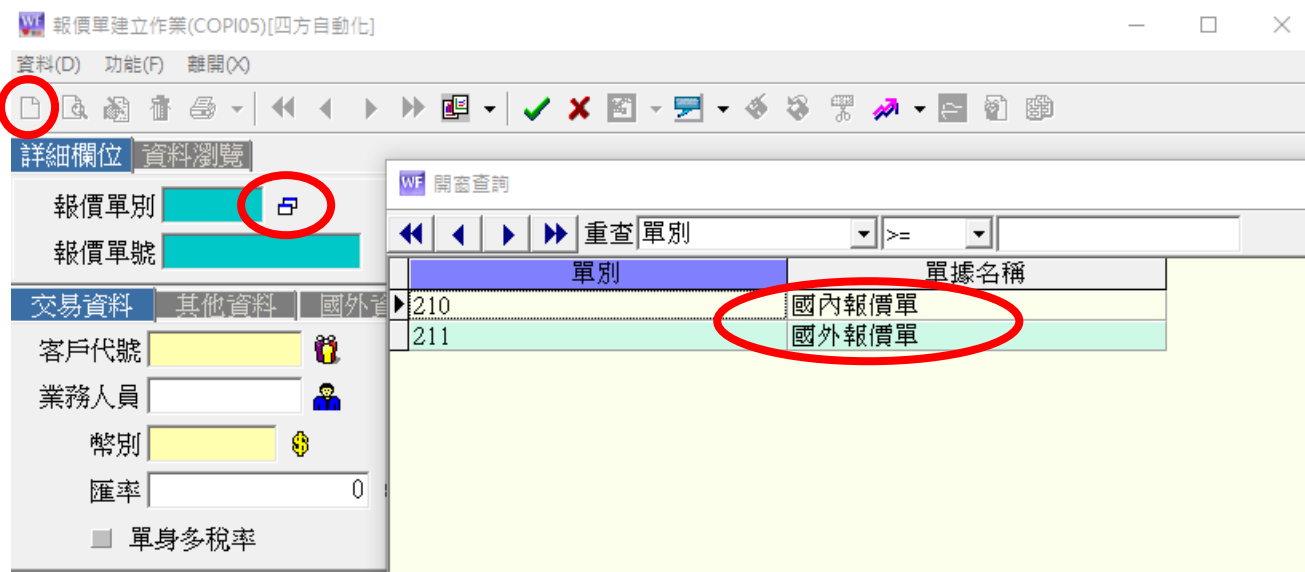 WF 報價單建立作業(COPI05)[四方自動化]
資料(D) 功能(F) 離開(X)
詳細欄位 資料瀏覽
報價單別
報價單號
交易資料 其他資料 國外
客戶代號
業務人員
幣別
匯率 0
單身多稅率
WF 開窗查詢
重查 單別 >=
單別 單據名稱
210 國內報價單
211 國外報價單